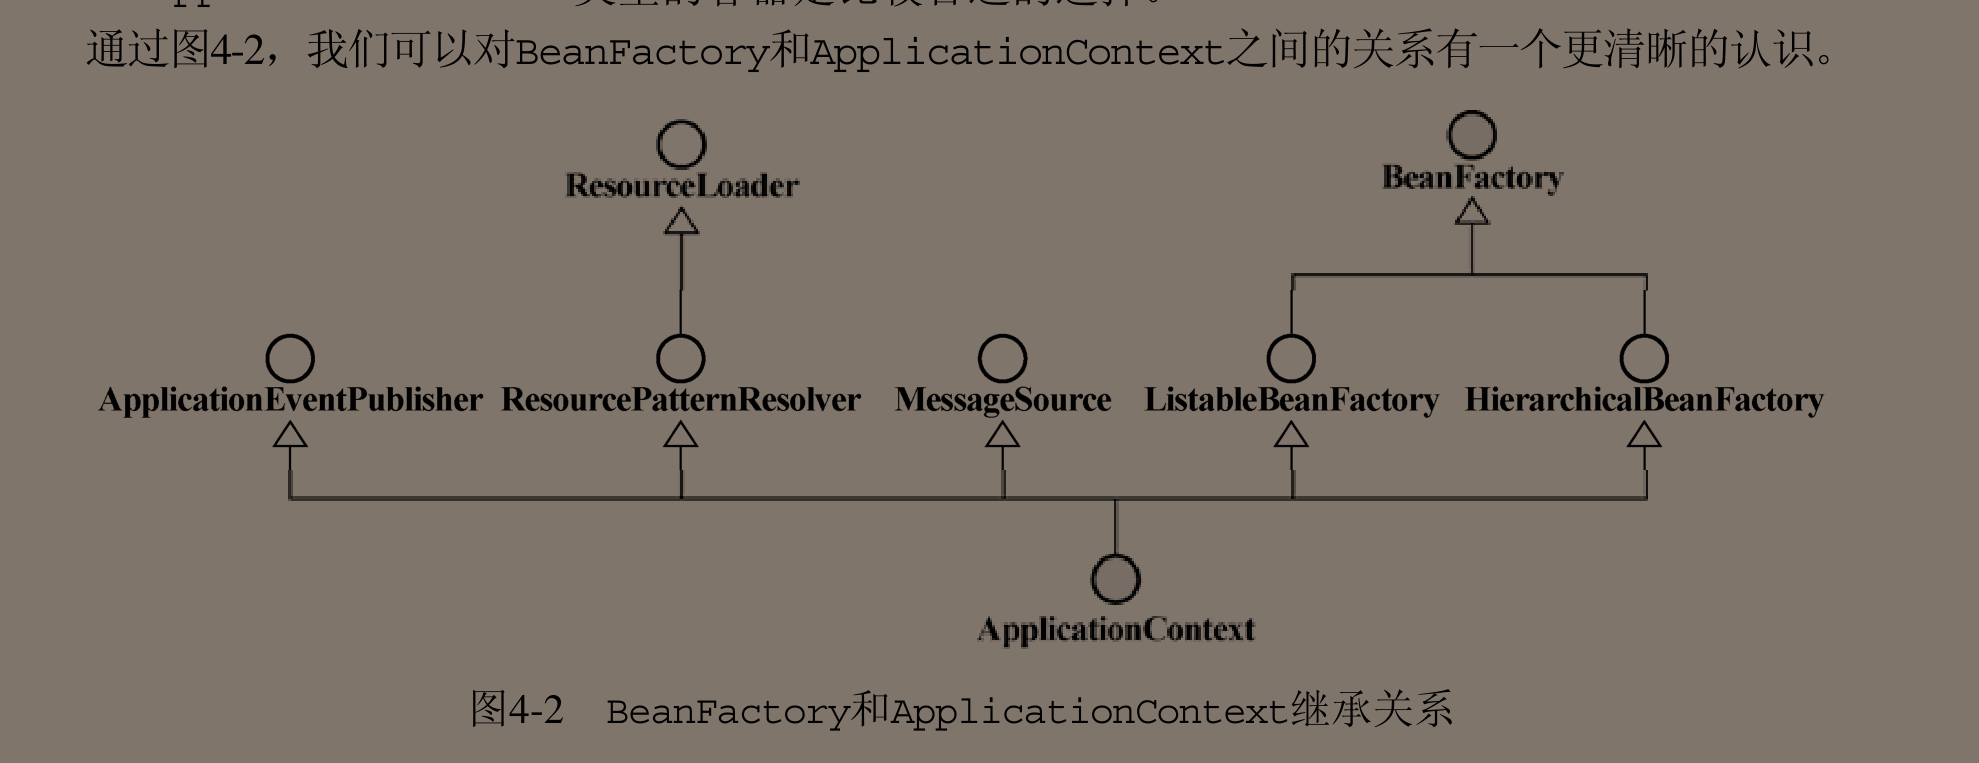 通过图4-2，我们可以对BeanFactory和ApplicationContext之间的关系有一个更清晰的认识。
ResourceLoader
BeanFactory
ApplicationEventPublisher ResourcePatternResolver MessageSource ListableBeanFactory HierarchicalBeanFactory
ApplicationContext
图4-2 BeanFactory和ApplicationContext继承关系